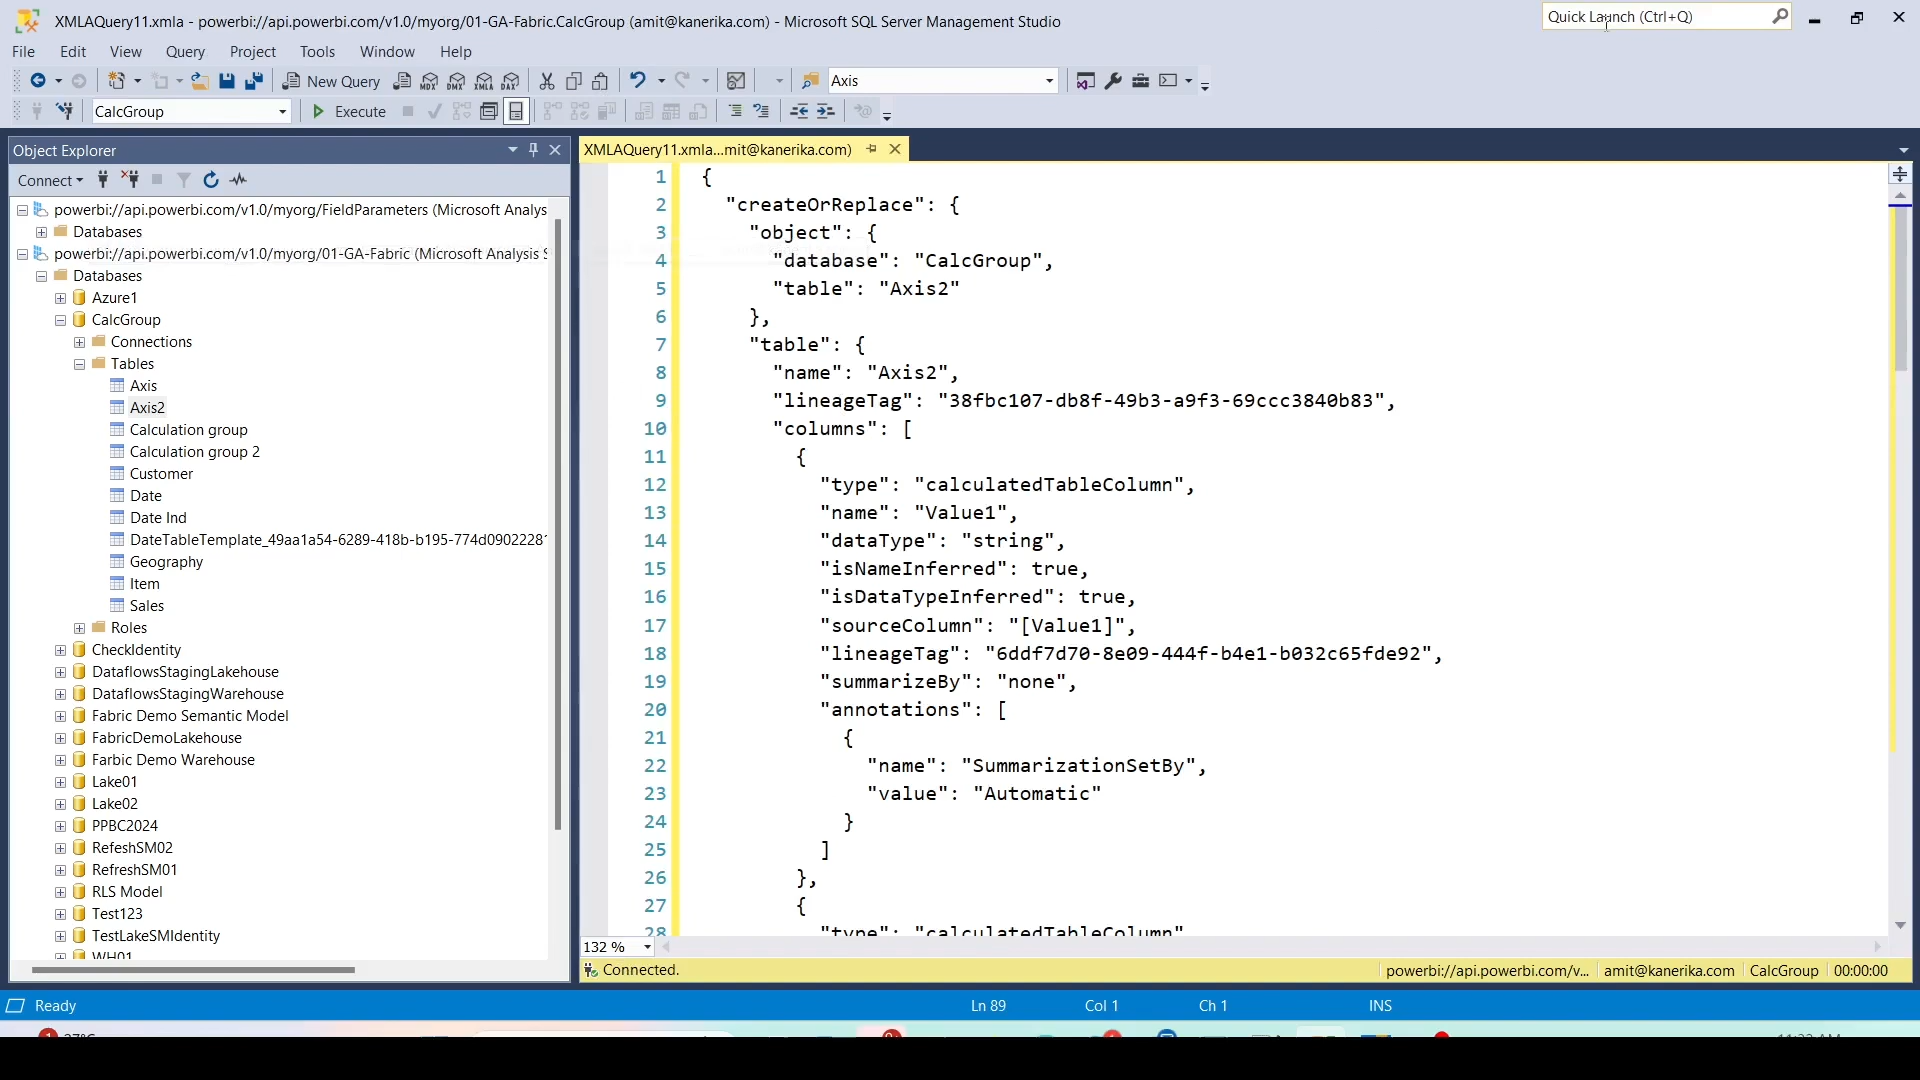 XMLAQuery11.xmla - powerbi://api.powerbi.com/v1.0/myorg/01-GA-Fabric.CalcGroup (amit@kanerika.com) - Microsoft SQL Server Management Studio
Quick Launch (Ctrl+Q)
File Edit View Query Project Tools Window Help
New Query MDX DMX XMLA DAX Axis
CalcGroup Execute
Object Explorer
Connect
powerbi://api.powerbi.com/v1.0/myorg/FieldParameters (Microsoft Analys
Databases
powerbi://api.powerbi.com/v1.0/myorg/01-GA-Fabric (Microsoft Analysis S
Databases
Azure1
CalcGroup
Connections
Tables
Axis
Axis2
Calculation group
Calculation group 2
Customer
Date
Date Ind
DateTableTemplate_49aa1a54-6289-418b-b195-774d0902228
Geography
Item
Sales
Roles
CheckIdentity
DataflowsStagingLakehouse
DataflowsStagingWarehouse
Fabric Demo Semantic Model
FabricDemoLakehouse
Farbic Demo Warehouse
Lake01
Lake02
PPBC2024
RefeshSM02
RefreshSM01
RLS Model
Test123
TestLakeSMIdentity
WH01
XMLAQuery11.xmla...mit@kanerika.com)
1 {
2 "createOrReplace": {
3 "object": {
4 "database": "CalcGroup",
5 "table": "Axis2"
6 },
7 "table": {
8 "name": "Axis2",
9 "lineageTag": "38fbc107-db8f-49b3-a9f3-69ccc3840b83",
10 "columns": [
11 {
12 "type": "calculatedTableColumn",
13 "name": "Value1",
14 "dataType": "string",
15 "isNameInferred": true,
16 "isDataTypeInferred": true,
17 "sourceColumn": "[Value1]",
18 "lineageTag": "6ddf7d70-8e09-444f-b4e1-b032c65fde92",
19 "summarizeBy": "none",
20 "annotations": [
21 {
22 "name": "SummarizationSetBy",
23 "value": "Automatic"
24 }
25 ]
26 },
27 {
28 "type": "calculatedTableColumn"
132 %
Connected. powerbi://api.powerbi.com/v... amit@kanerika.com CalcGroup 00:00:00
Ready Ln 89 Col 1 Ch 1 INS